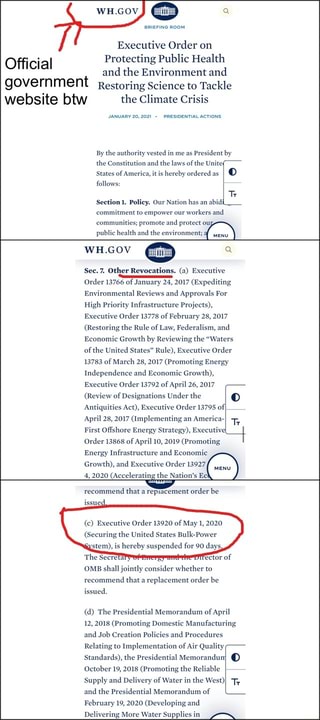 WH.GOV
BRIEFING ROOM
Official
government
website btw
Executive Order on
Protecting Public Health
and the Environment and
Restoring Science to Tackle
the Climate Crisis
JANUARY 20, 2021 • PRESIDENTIAL ACTIONS
By the authority vested in me as President by
the Constitution and the laws of the United
States of America, it is hereby ordered as
follows:
Tт
Section 1. Policy. Our Nation has an abidi
commitment to empower our workers and
communities; promote and protect our
public health and the environment; a
MENU
WH.GOV
Sec. 7. Other Revocations. (a) Executive
Order 13766 of January 24, 2017 (Expediting
Environmental Reviews and Approvals For
High Priority Infrastructure Projects),
Executive Order 13778 of February 28, 2017
(Restoring the Rule of Law, Federalism, and
Economic Growth by Reviewing the “Waters
of the United States” Rule), Executive Order
13783 of March 28, 2017 (Promoting Energy
Independence and Economic Growth),
Executive Order 13792 of April 26, 2017
(Review of Designations Under the
Antiquities Act), Executive Order 13795 of
April 28, 2017 (Implementing an America-
First Offshore Energy Strategy), Executive
Tт
Order 13868 of April 10, 2019 (Promoting
Energy Infrastructure and Economic
Growth), and Executive Order 13927
4, 2020 (Accelerating the Nation's Ec
MENU
recommend that a replacement order be
issued.
(c) Executive Order 13920 of May 1, 2020
(Securing the United States Bulk-Power
System), is hereby suspended for 90 days.
The Secretary of Energy and the Director of
OMB shall jointly consider whether to
recommend that a replacement order be
issued.
(d) The Presidential Memorandum of April
12, 2018 (Promoting Domestic Manufacturing
and Job Creation Policies and Procedures
Relating to Implementation of Air Quality
Standards), the Presidential Memorandum
October 19, 2018 (Promoting the Reliable
Supply and Delivery of Water in the West)
Tт
and the Presidential Memorandum of
February 19, 2020 (Developing and
Delivering More Water Supplies in